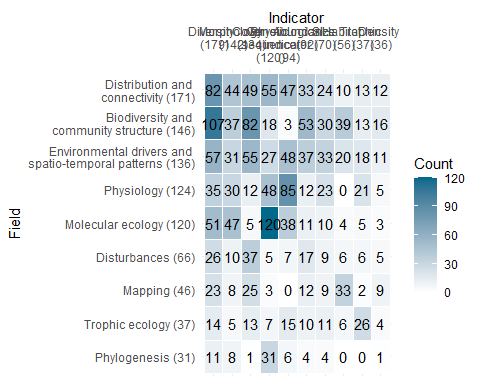 Indicator
Density
(56) (37) (36)
(120) (94)
Distribution and
connectivity (171)
82 44 49 55 47 33 24 10 13 12
Biodiversity and
community structure (146)
107 37 82 18 3 53 30 39 13 16
Environmental drivers and
spatio-temporal patterns (136)
57 31 55 27 48 37 33 20 18 11
Physiology (124)
35 30 12 48 85 12 23 0 21 5
Molecular ecology (120)
51 47 5 120 38 11 10 4 5 3
Disturbances (66)
26 10 37 5 7 17 9 6 6 5
Mapping (46)
23 8 25 3 0 12 9 33 2 9
Trophic ecology (37)
14 5 13 7 15 10 11 6 26 4
Phylogenesis (31)
11 8 1 31 6 4 4 0 0 1
Field
Count
120
90
60
30
0